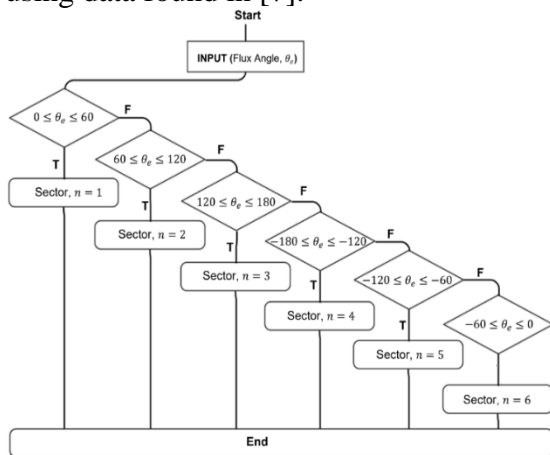 using data found in [7].
Start
INPUT (Flux Angle, θₑ)
0 ≤ θₑ ≤ 60
F
T
60 ≤ θₑ ≤ 120
F
Sector, n = 1
T
120 ≤ θₑ ≤ 180
F
Sector, n = 2
T
−180 ≤ θₑ ≤ −120
F
Sector, n = 3
T
−120 ≤ θₑ ≤ −60
F
Sector, n = 4
T
−60 ≤ θₑ ≤ 0
Sector, n = 5
Sector, n = 6
End